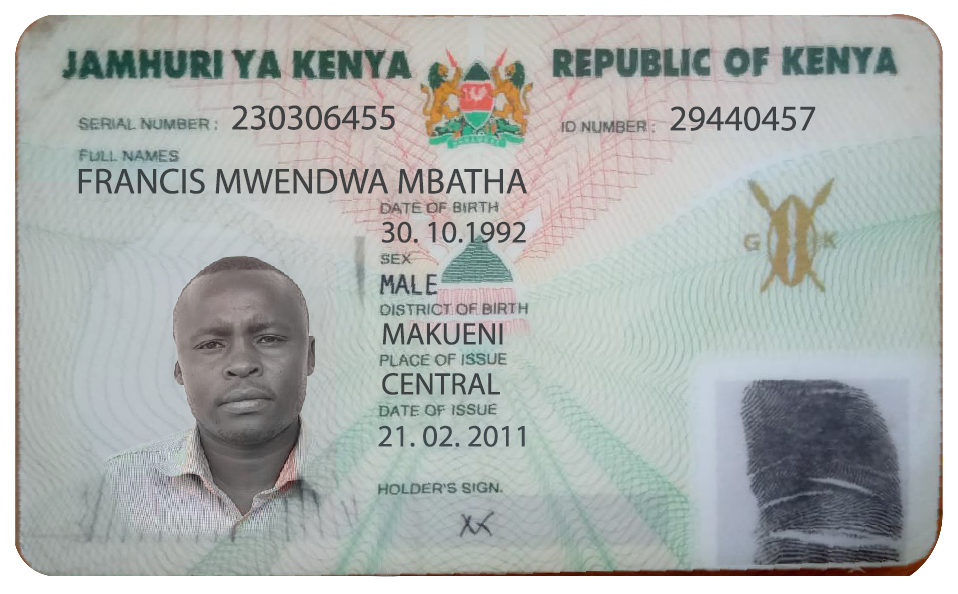 JAMHURI YA KENYA REPUBLIC OF KENYA
SERIAL NUMBER: 230306455 ID NUMBER: 29440457
FULL NAMES
FRANCIS MWENDWA MBATHA
DATE OF BIRTH
30. 10.1992
SEX
MALE
DISTRICT OF BIRTH
MAKUENI
PLACE OF ISSUE
CENTRAL
DATE OF ISSUE
21. 02. 2011
HOLDER'S SIGN.
G K